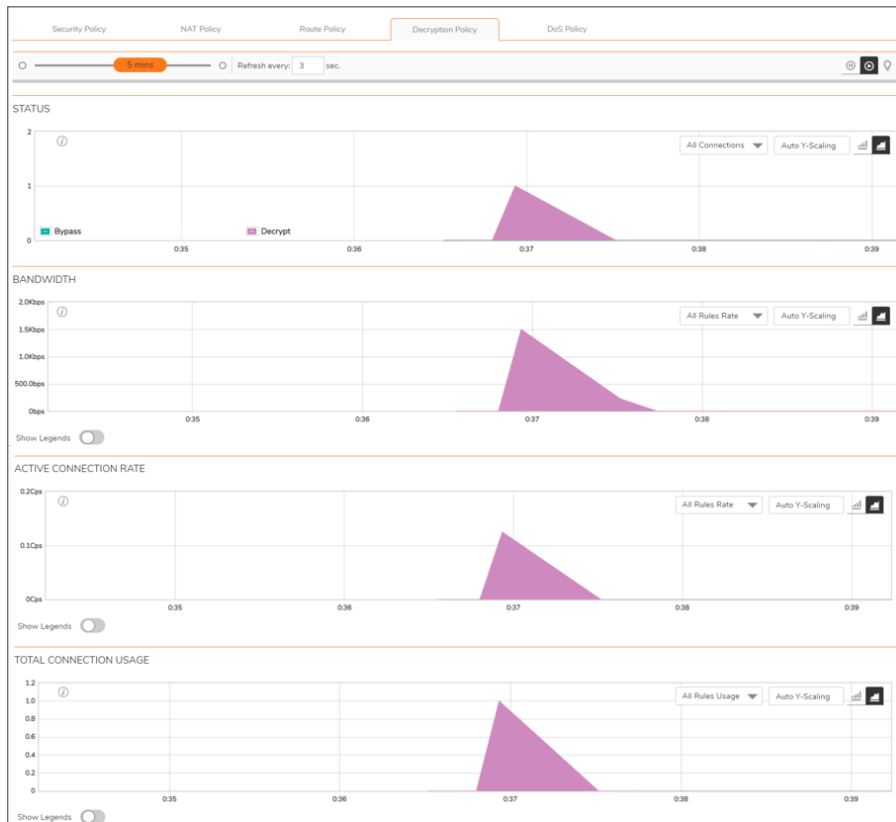 Security Policy NAT Policy Route Policy Decryption Policy DoS Policy
5 mins Refresh every: 3 sec.
STATUS
2 All Connections Auto Y-Scaling
1
Bypass Decrypt
0
0:35 0:36 0:37 0:38 0:39
BANDWIDTH
2.0Kbps All Rules Rate Auto Y-Scaling
1.5Kbps
1.0Kbps
500.0bps
0bps
0:35 0:36 0:37 0:38 0:39
Show Legends
ACTIVE CONNECTION RATE
0.2Cps All Rules Rate Auto Y-Scaling
0.1Cps
0Cps
0:35 0:36 0:37 0:38 0:39
Show Legends
TOTAL CONNECTION USAGE
1.2 All Rules Usage Auto Y-Scaling
1.0
0.8
0.6
0.4
0.2
0
0:35 0:36 0:37 0:38 0:39
Show Legends